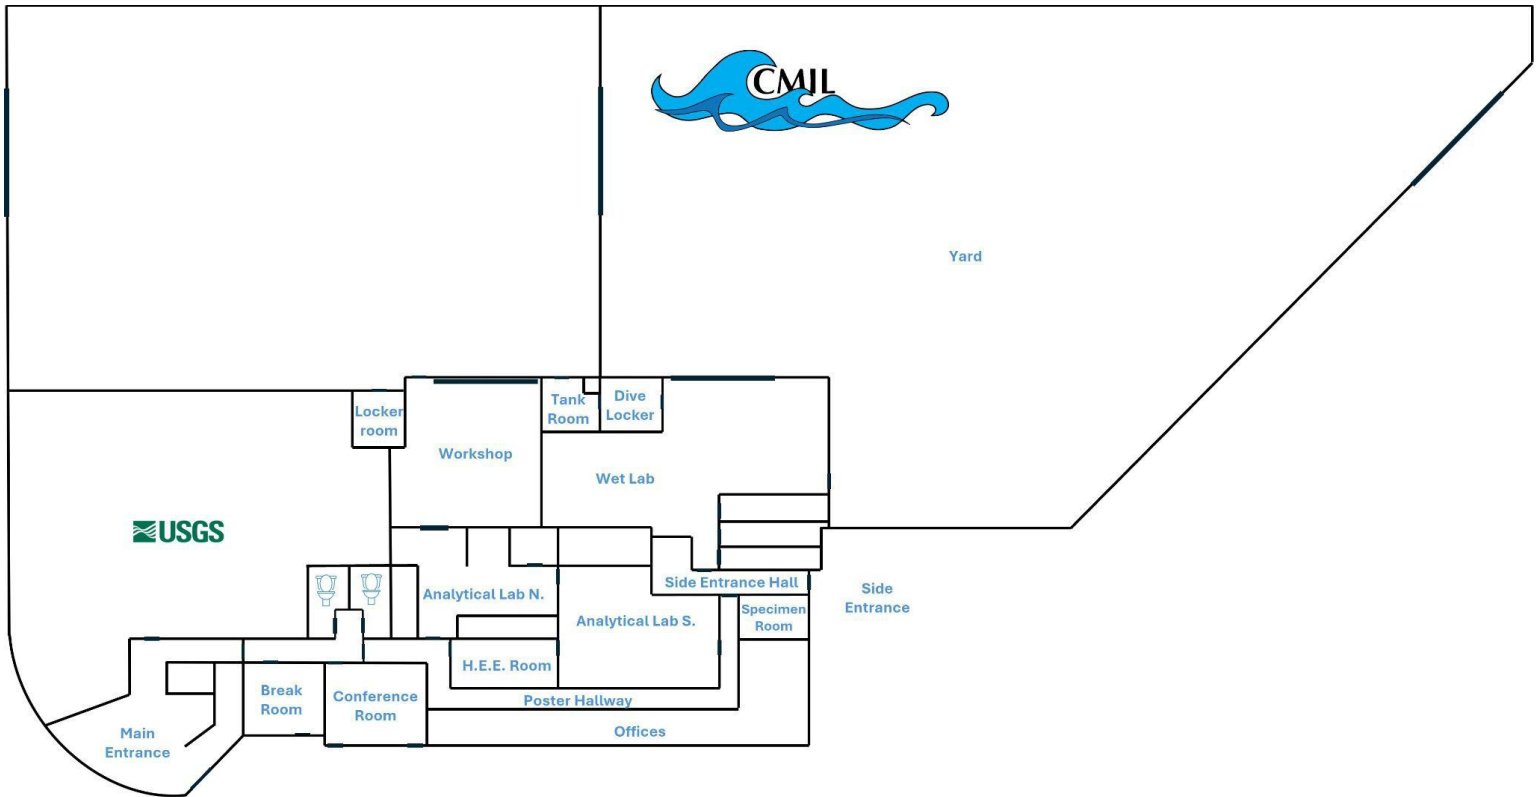 CMIL
Yard
Locker
room
Workshop
Tank
Room
Dive
Locker
Wet Lab
USGS
Analytical Lab N.
Side Entrance Hall
Side
Entrance
Specimen
Room
Analytical Lab S.
H.E.E. Room
Break
Room
Conference
Room
Poster Hallway
Main
Entrance
Offices